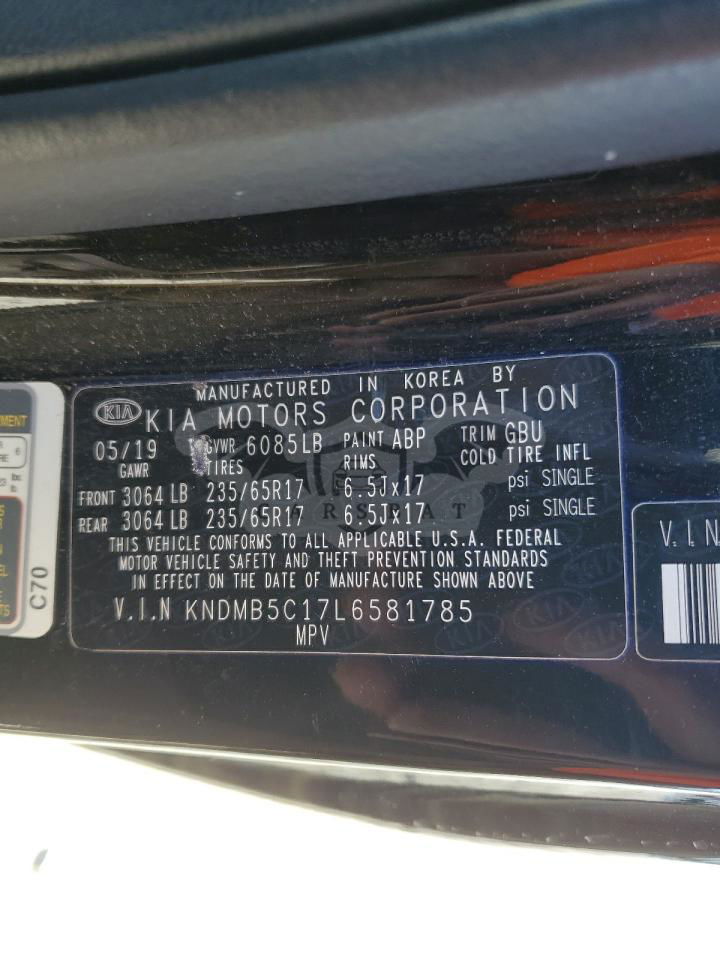 MANUFACTURED IN KOREA BY
KIA KIA MOTORS CORPORATION
05/19 GVWR 6085LB PAINT ABP TRIM GBU
GAWR TIRES RIMS COLD TIRE INFL
FRONT 3064 LB 235/65R17 6.5Jx17 psi SINGLE
REAR 3064 LB 235/65R17 6.5Jx17 psi SINGLE
THIS VEHICLE CONFORMS TO ALL APPLICABLE U.S.A. FEDERAL
MOTOR VEHICLE SAFETY AND THEFT PREVENTION STANDARDS
IN EFFECT ON THE DATE OF MANUFACTURE SHOWN ABOVE
V.I.N KNDMB5C17L6581785
MPV
C70
V.I.N